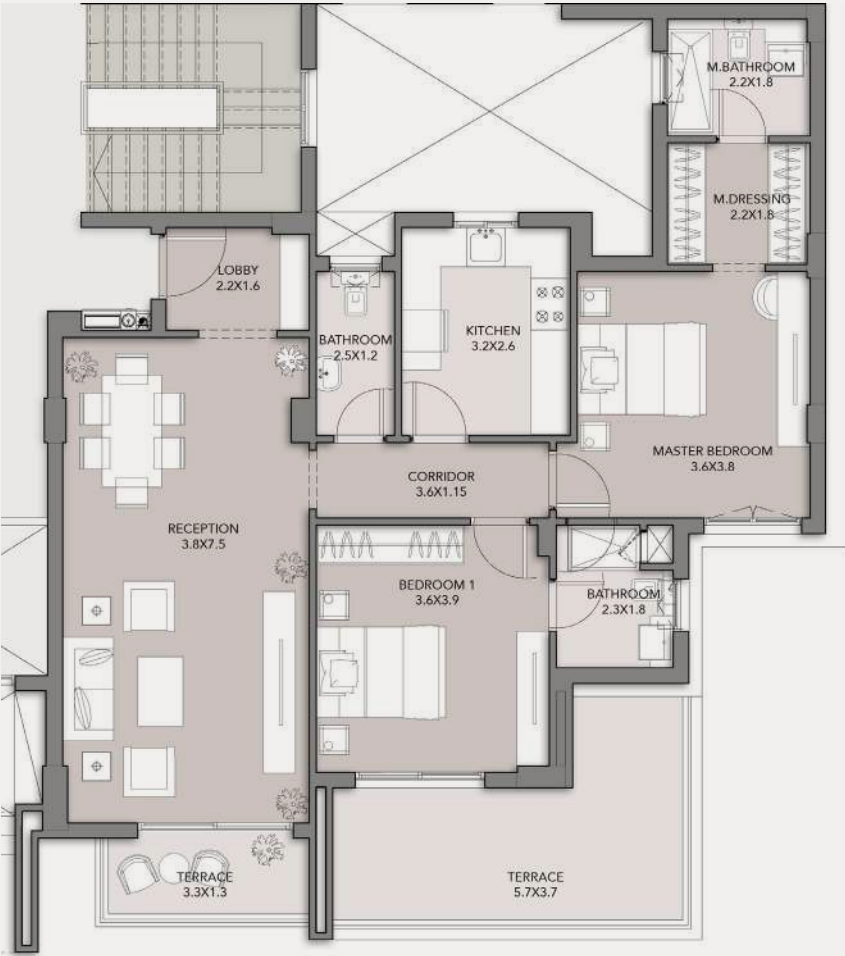 M.BATHROOM
2.2X1.8
M.DRESSING
2.2X1.8
LOBBY
2.2X1.6
BATHROOM
2.5X1.2
KITCHEN
3.2X2.6
MASTER BEDROOM
3.6X3.8
CORRIDOR
3.6X1.15
RECEPTION
3.8X7.5
BEDROOM 1
3.6X3.9
BATHROOM
2.3X1.8
TERRACE
3.3X1.3
TERRACE
5.7X3.7